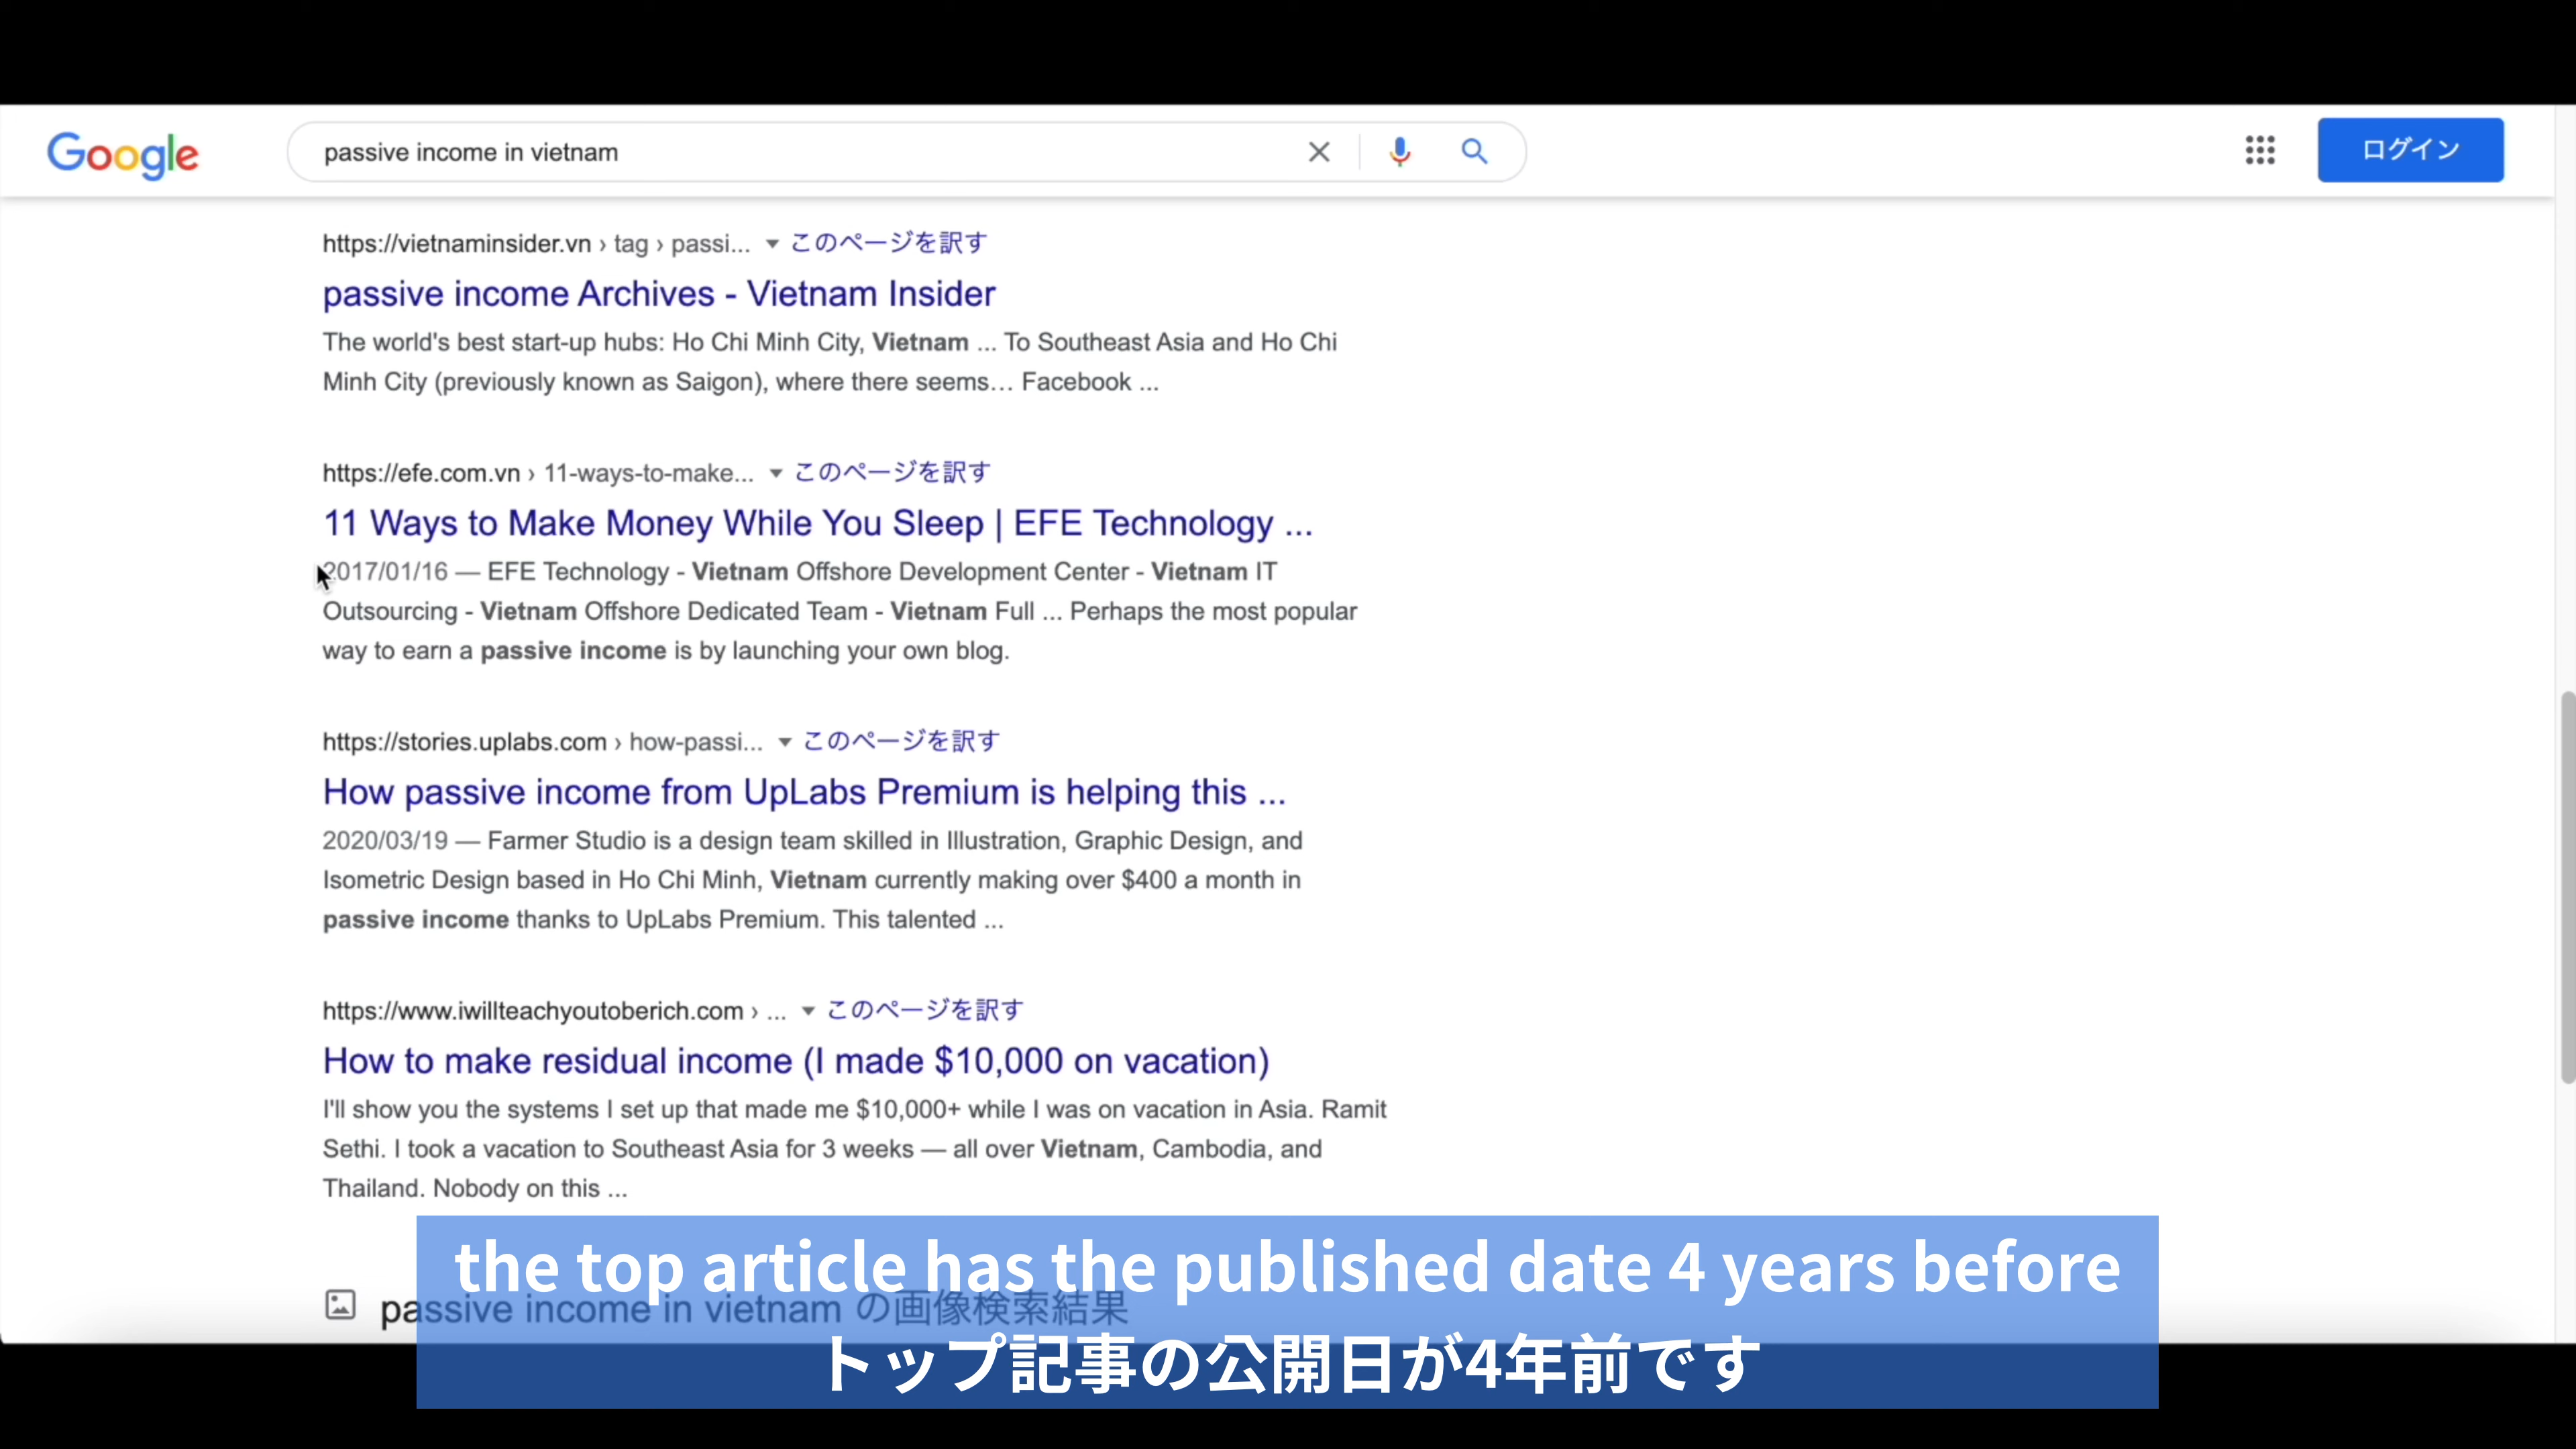 Google
passive income in vietnam
ログイン
https://vietnaminsider.vn › tag › passi... ▼ このページを訳す
passive income Archives - Vietnam Insider
The world's best start-up hubs: Ho Chi Minh City, Vietnam ... To Southeast Asia and Ho Chi
Minh City (previously known as Saigon), where there seems… Facebook ...
https://efe.com.vn › 11-ways-to-make... ▼ このページを訳す
11 Ways to Make Money While You Sleep | EFE Technology ...
2017/01/16 — EFE Technology - Vietnam Offshore Development Center - Vietnam IT
Outsourcing - Vietnam Offshore Dedicated Team - Vietnam Full ... Perhaps the most popular
way to earn a passive income is by launching your own blog.
https://stories.uplabs.com › how-passi... ▼ このページを訳す
How passive income from UpLabs Premium is helping this ...
2020/03/19 — Farmer Studio is a design team skilled in Illustration, Graphic Design, and
Isometric Design based in Ho Chi Minh, Vietnam currently making over $400 a month in
passive income thanks to UpLabs Premium. This talented ...
https://www.iwillteachyoutoberich.com › ... ▼ このページを訳す
How to make residual income (I made $10,000 on vacation)
I'll show you the systems I set up that made me $10,000+ while I was on vacation in Asia. Ramit
Sethi. I took a vacation to Southeast Asia for 3 weeks — all over Vietnam, Cambodia, and
Thailand. Nobody on this ...
the top article has the published date 4 years before
passive income in vietnam の画像検索結果
トップ記事の公開日が4年前です